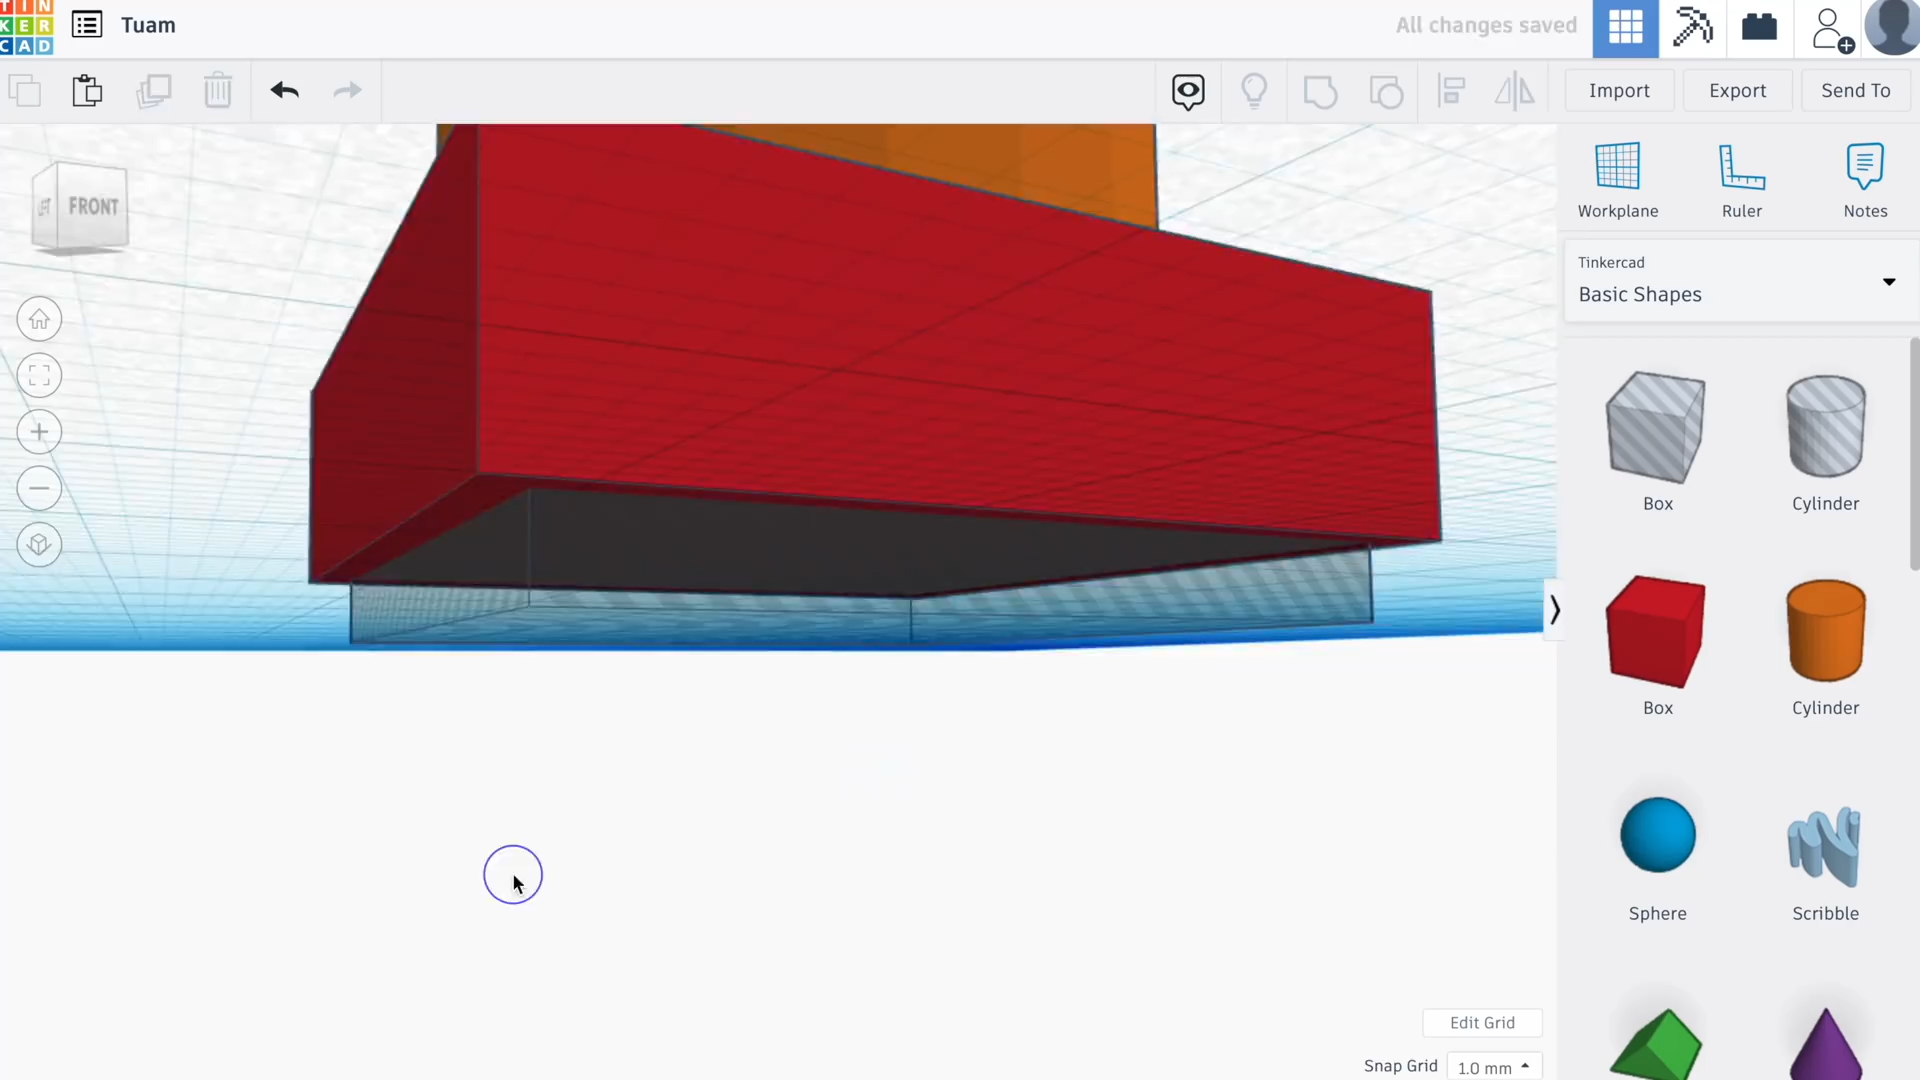 TIN
KER
CAD
Tuam
All changes saved
Import
Export
Send To
LEFT
FRONT
Workplane
Ruler
Notes
Tinkercad
Basic Shapes
Box
Cylinder
Box
Cylinder
Sphere
Scribble
Edit Grid
Snap Grid
1.0 mm